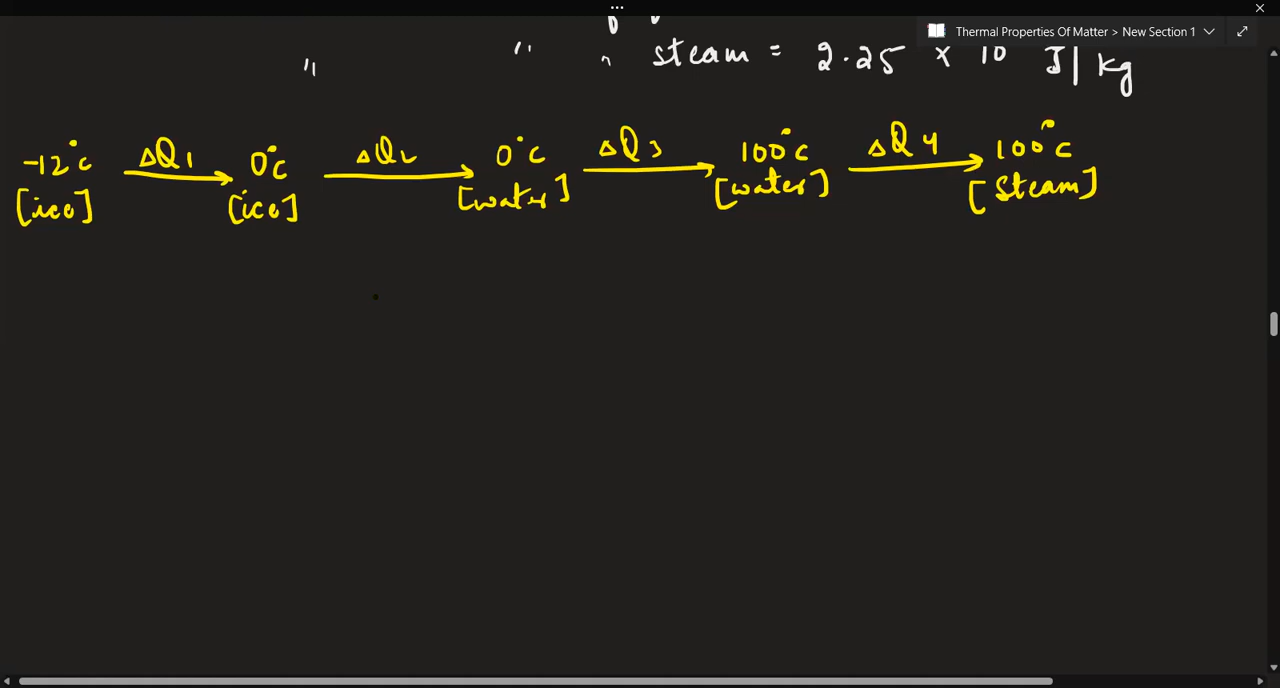 Thermal Properties Of Matter > New Section 1
" " " steam = 2.25 × 10 J/kg
-12°C ΔQ1 0°C ΔQ2 0°C ΔQ3 100°C ΔQ4 100°C
[ice] [ice] [water] [water] [Steam]